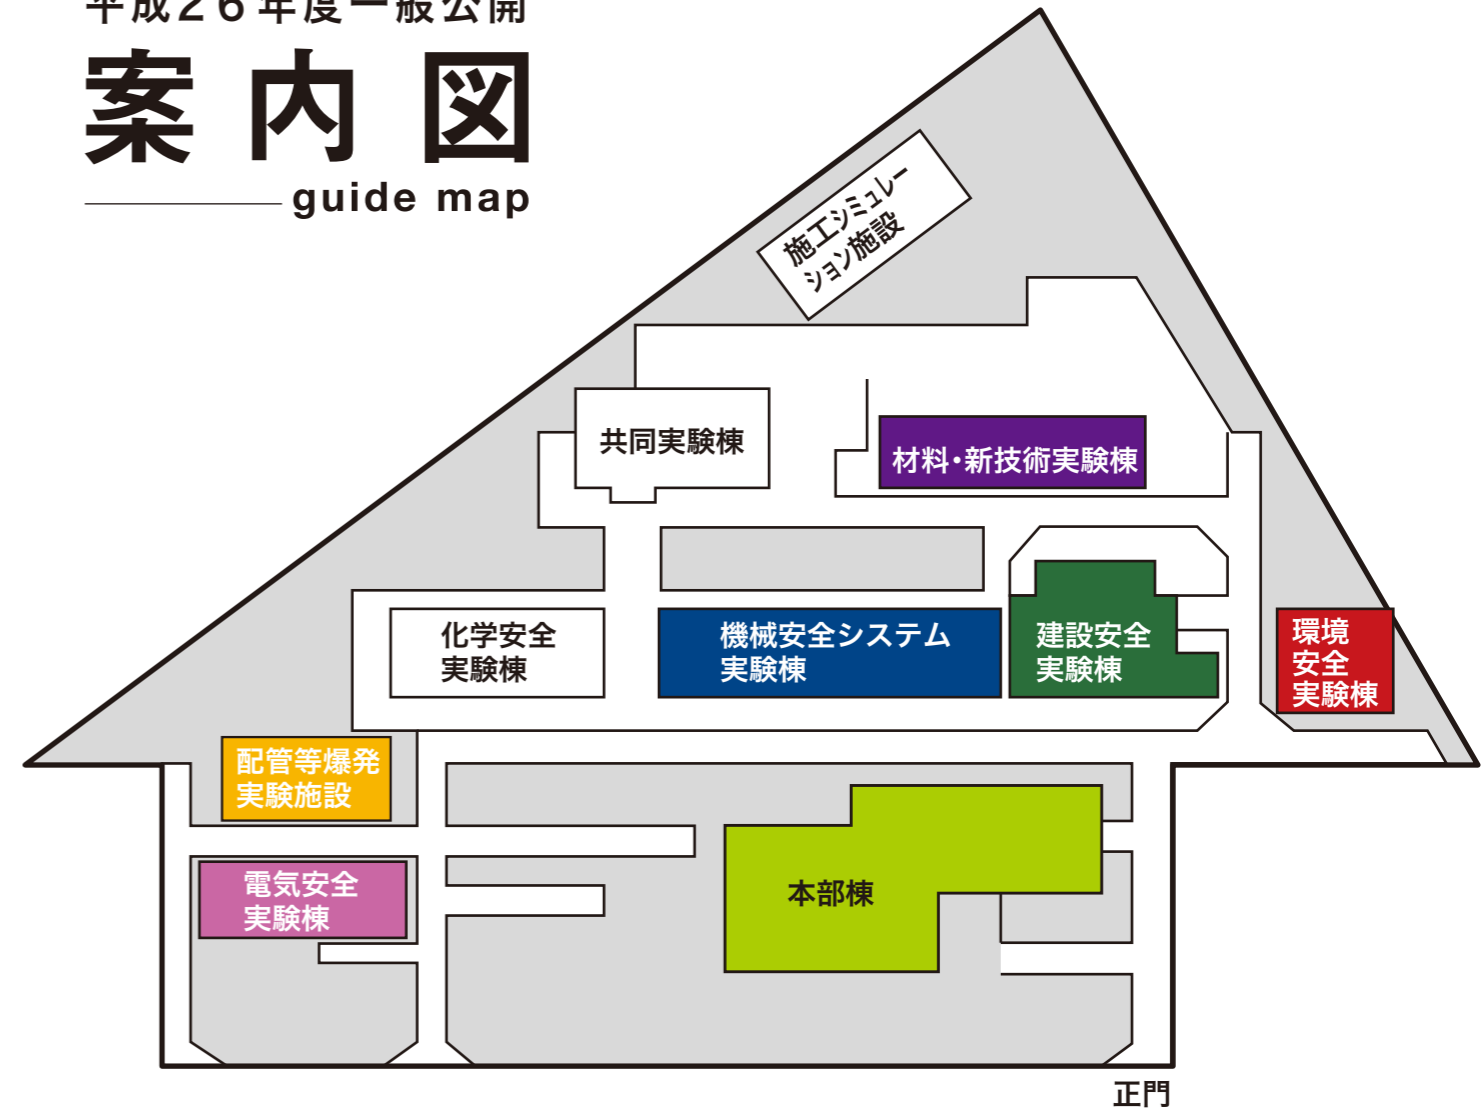 平成26年度一般公開
案内図
guide map
施工シミュレー
ション施設
共同実験棟
材料・新技術実験棟
化学安全
実験棟
機械安全システム
実験棟
建設安全
実験棟
環境
安全
実験棟
配管等爆発
実験施設
電気安全
実験棟
本部棟
正門